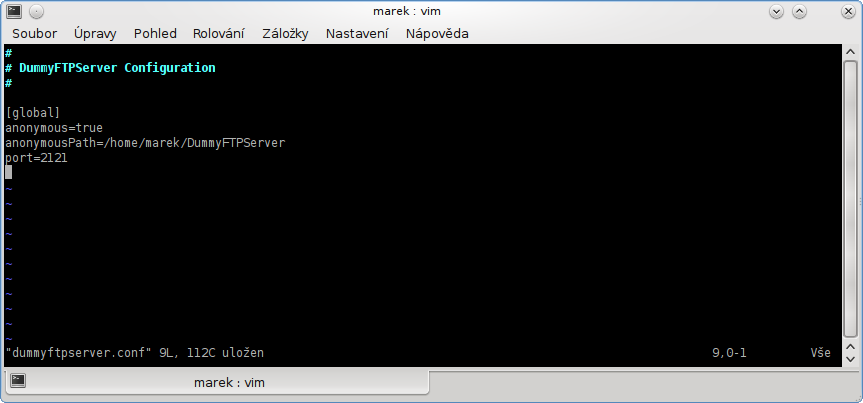 marek : vim
Soubor Úpravy Pohled Rolování Záložky Nastavení Nápověda
#
# DummyFTPServer Configuration
#
[global]
anonymous=true
anonymousPath=/home/marek/DummyFTPServer
port=2121
~
~
~
~
~
~
~
~
~
~
~
"dummyftpserver.conf" 9L, 112C uložen 9,0-1 Vše
marek : vim